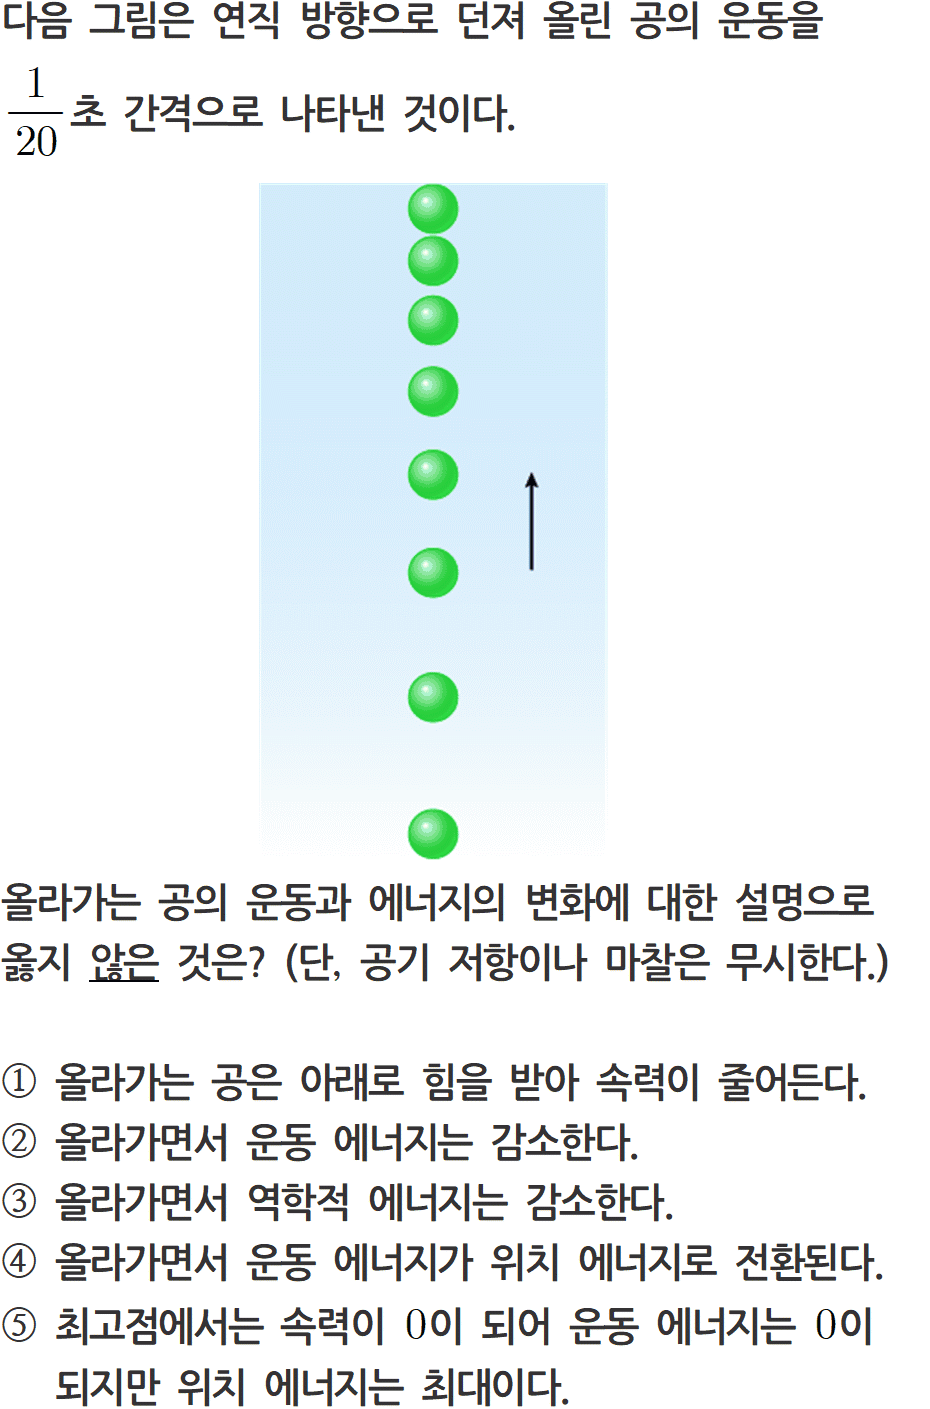 다음 그림은 연직 방향으로 던져 올린 공의 운동을
1/20 초 간격으로 나타낸 것이다.
올라가는 공의 운동과 에너지의 변화에 대한 설명으로
옳지 않은 것은? (단, 공기 저항이나 마찰은 무시한다.)
① 올라가는 공은 아래로 힘을 받아 속력이 줄어든다.
② 올라가면서 운동 에너지는 감소한다.
③ 올라가면서 역학적 에너지는 감소한다.
④ 올라가면서 운동 에너지가 위치 에너지로 전환된다.
⑤ 최고점에서는 속력이 0이 되어 운동 에너지는 0이
되지만 위치 에너지는 최대이다.